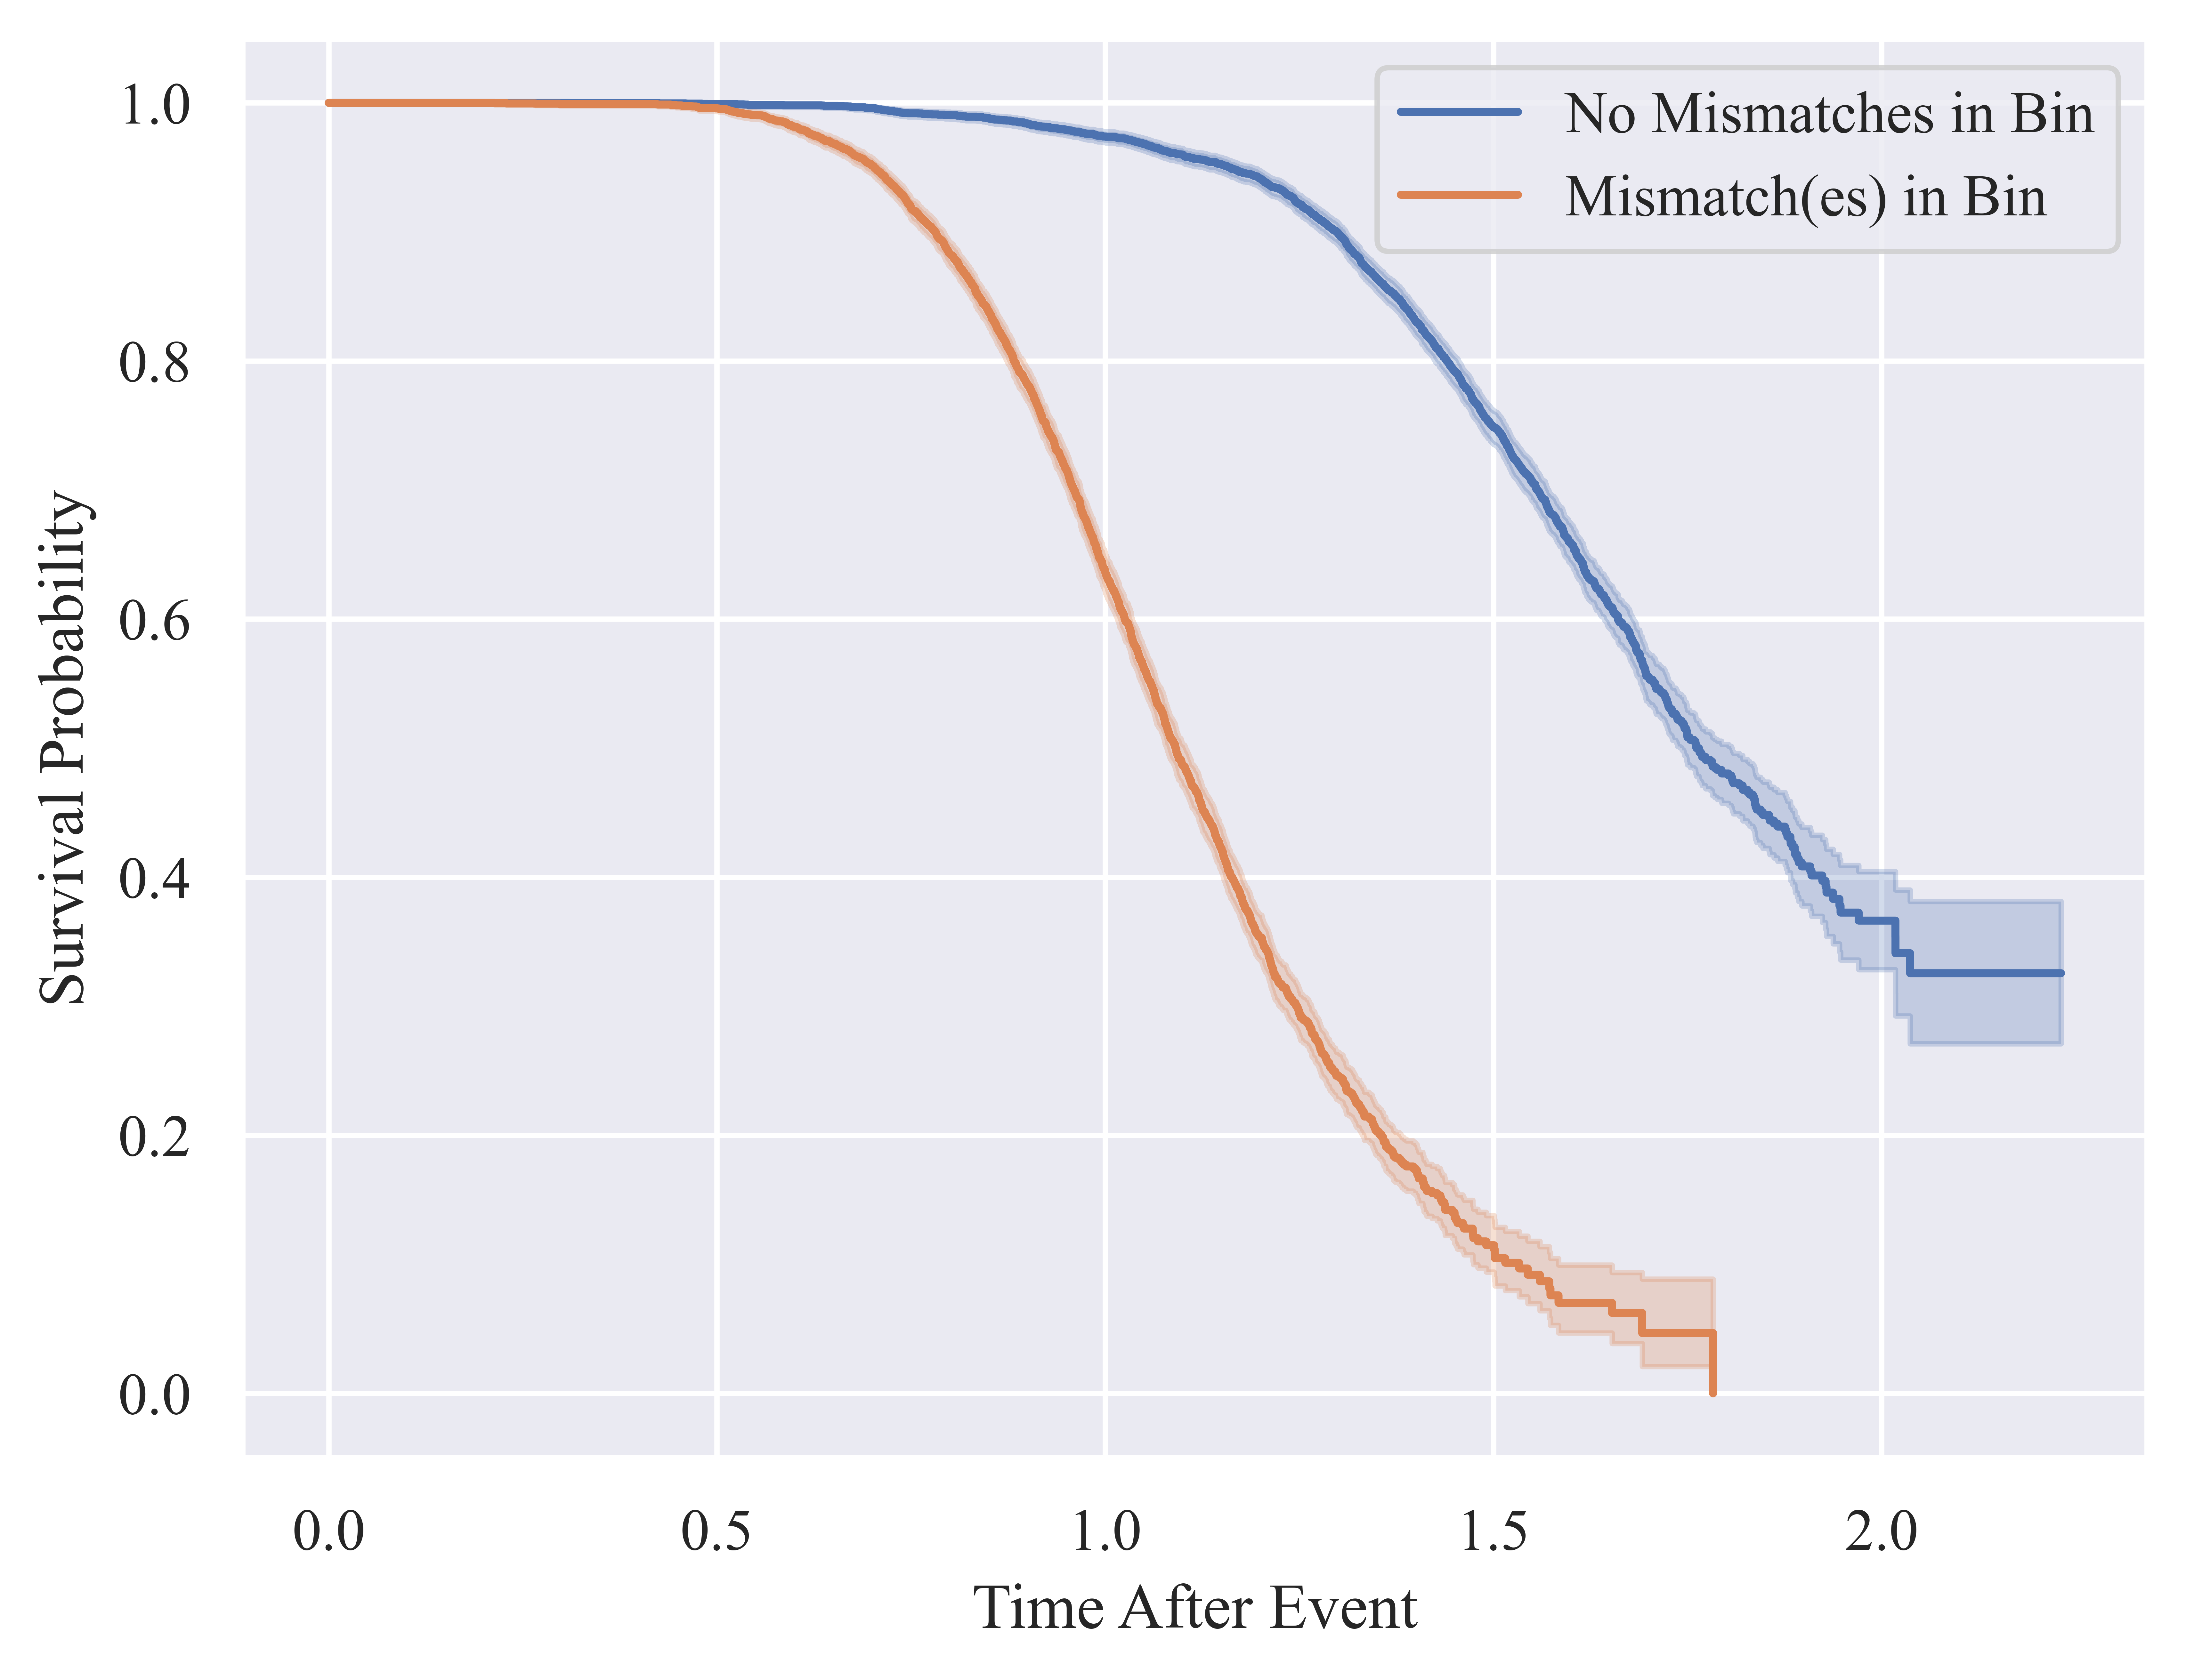 No Mismatches in Bin
Mismatch(es) in Bin
1.0
0.8
0.6
0.4
0.2
0.0
Survival Probability
0.0 0.5 1.0 1.5 2.0
Time After Event